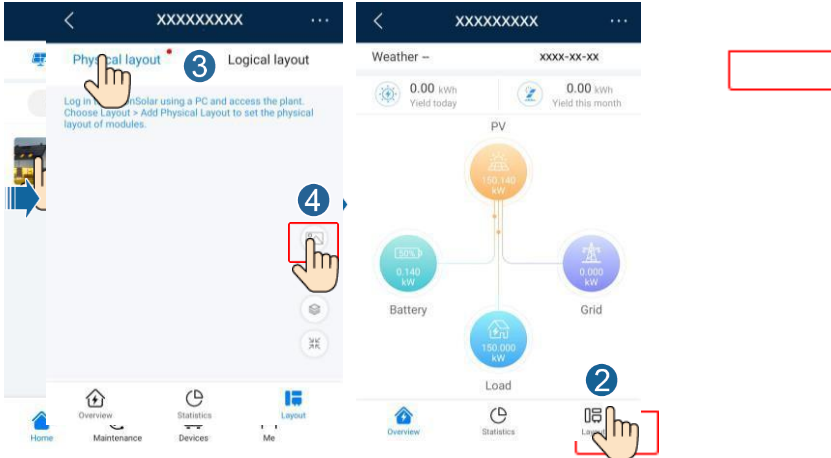 XXXXXXXXX
Physical layout
3
Logical layout
Log in
nSolar using a PC and access the plant.
Choose Layout > Add Physical Layout to set the physical
layout of modules.
4
Overview
Statistics
Layout
Home
Maintenance
Devices
Me
XXXXXXXXX
Weather –
XXXX-XX-XX
0.00 kWh
Yield today
0.00 kWh
Yield this month
PV
150.140
kW
50%
0.140
kW
0.000
kW
Battery
Grid
150.000
kW
Load
2
Overview
Statistics